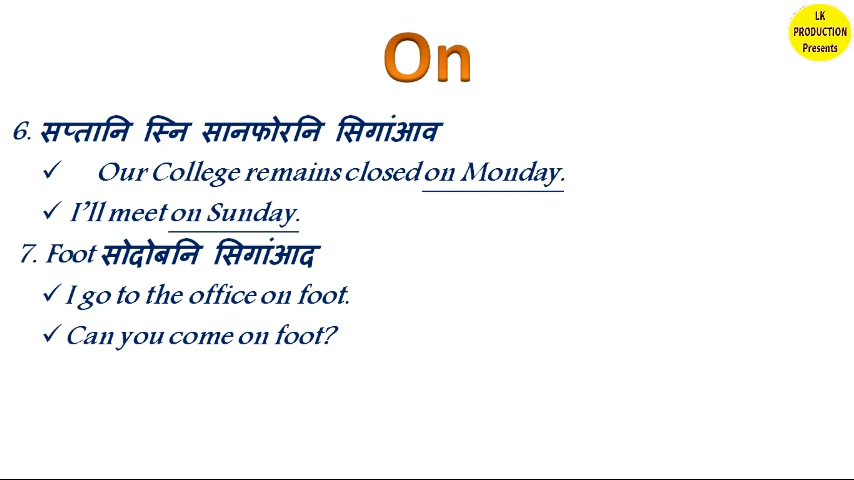 On
LK
PRODUCTION
Presents
6. सप्तानि स्नि सानफोरनि सिगांआव
✓ Our College remains closed on Monday.
✓ I'll meet on Sunday.
7. Foot सोदोबनि सिगांआद
✓ I go to the office on foot.
✓ Can you come on foot?